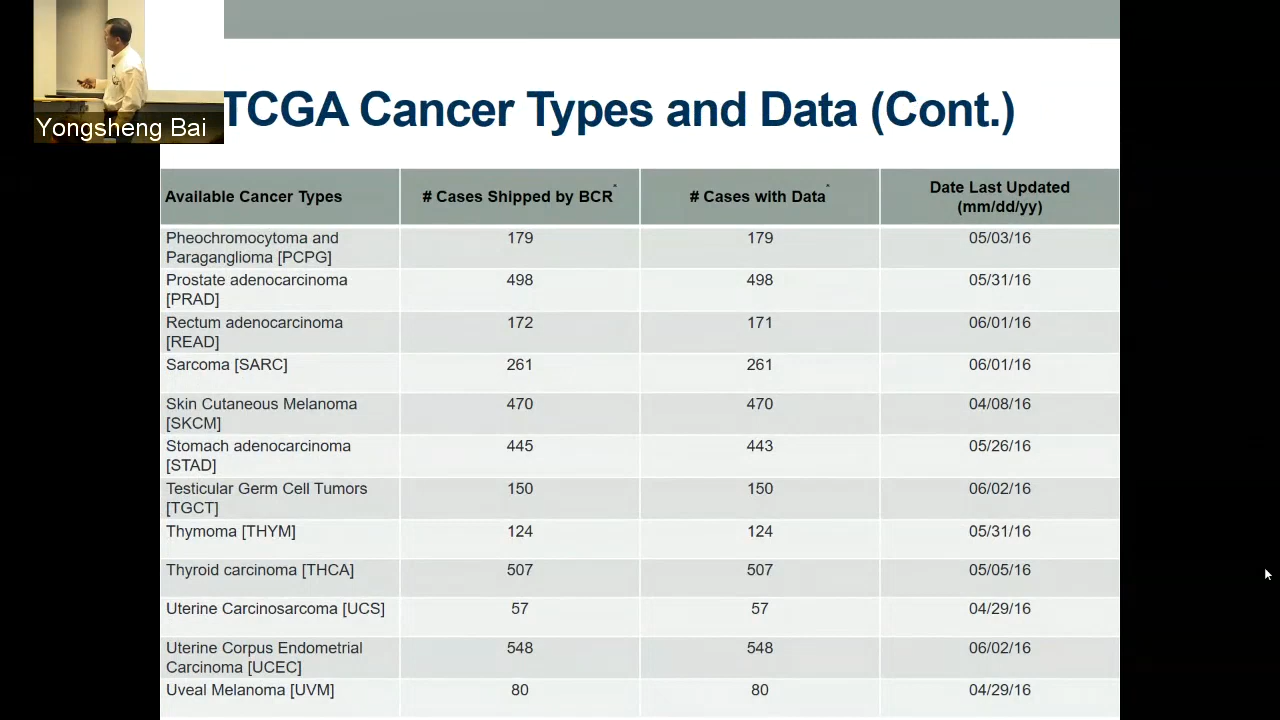 Yongsheng Bai
TCGA Cancer Types and Data (Cont.)
Available Cancer Types
# Cases Shipped by BCR*
# Cases with Data*
Date Last Updated
(mm/dd/yy)
Pheochromocytoma and
Paraganglioma [PCPG]
179
179
05/03/16
Prostate adenocarcinoma
[PRAD]
498
498
05/31/16
Rectum adenocarcinoma
[READ]
172
171
06/01/16
Sarcoma [SARC]
261
261
06/01/16
Skin Cutaneous Melanoma
[SKCM]
470
470
04/08/16
Stomach adenocarcinoma
[STAD]
445
443
05/26/16
Testicular Germ Cell Tumors
[TGCT]
150
150
06/02/16
Thymoma [THYM]
124
124
05/31/16
Thyroid carcinoma [THCA]
507
507
05/05/16
Uterine Carcinosarcoma [UCS]
57
57
04/29/16
Uterine Corpus Endometrial
Carcinoma [UCEC]
548
548
06/02/16
Uveal Melanoma [UVM]
80
80
04/29/16